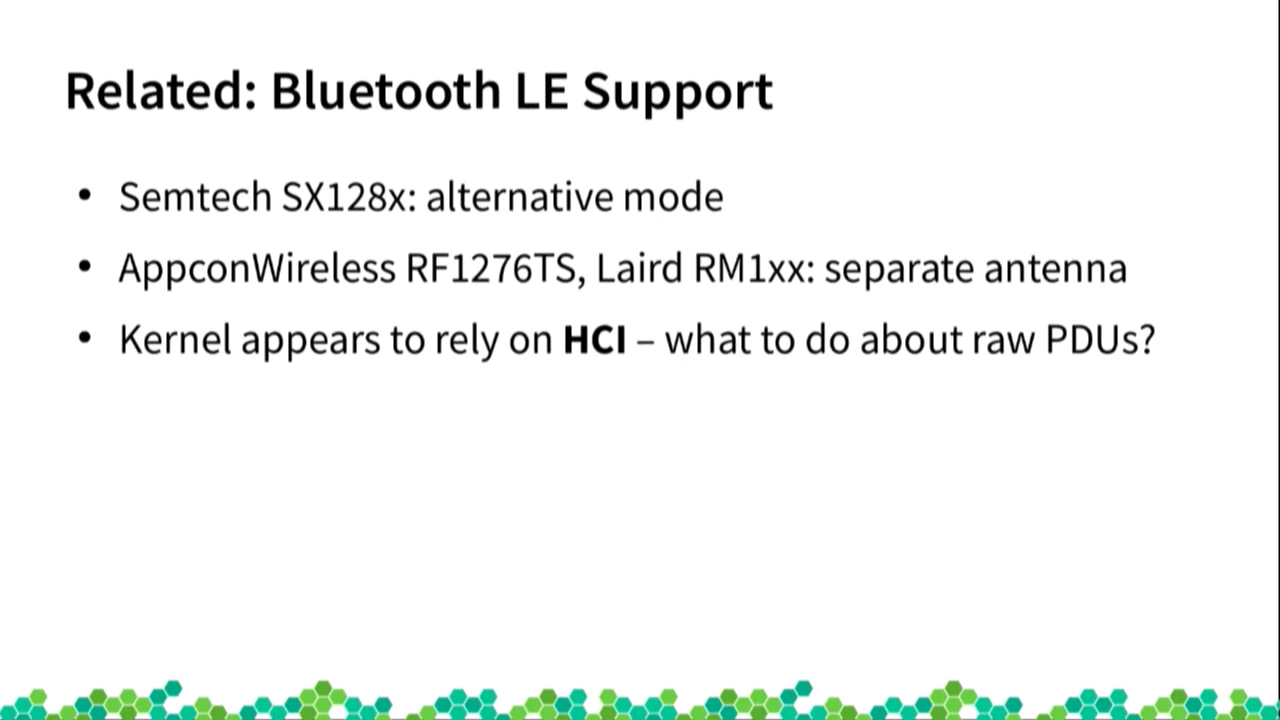 Related: Bluetooth LE Support
• Semtech SX128x: alternative mode
• AppconWireless RF1276TS, Laird RM1xx: separate antenna
• Kernel appears to rely on HCI – what to do about raw PDUs?